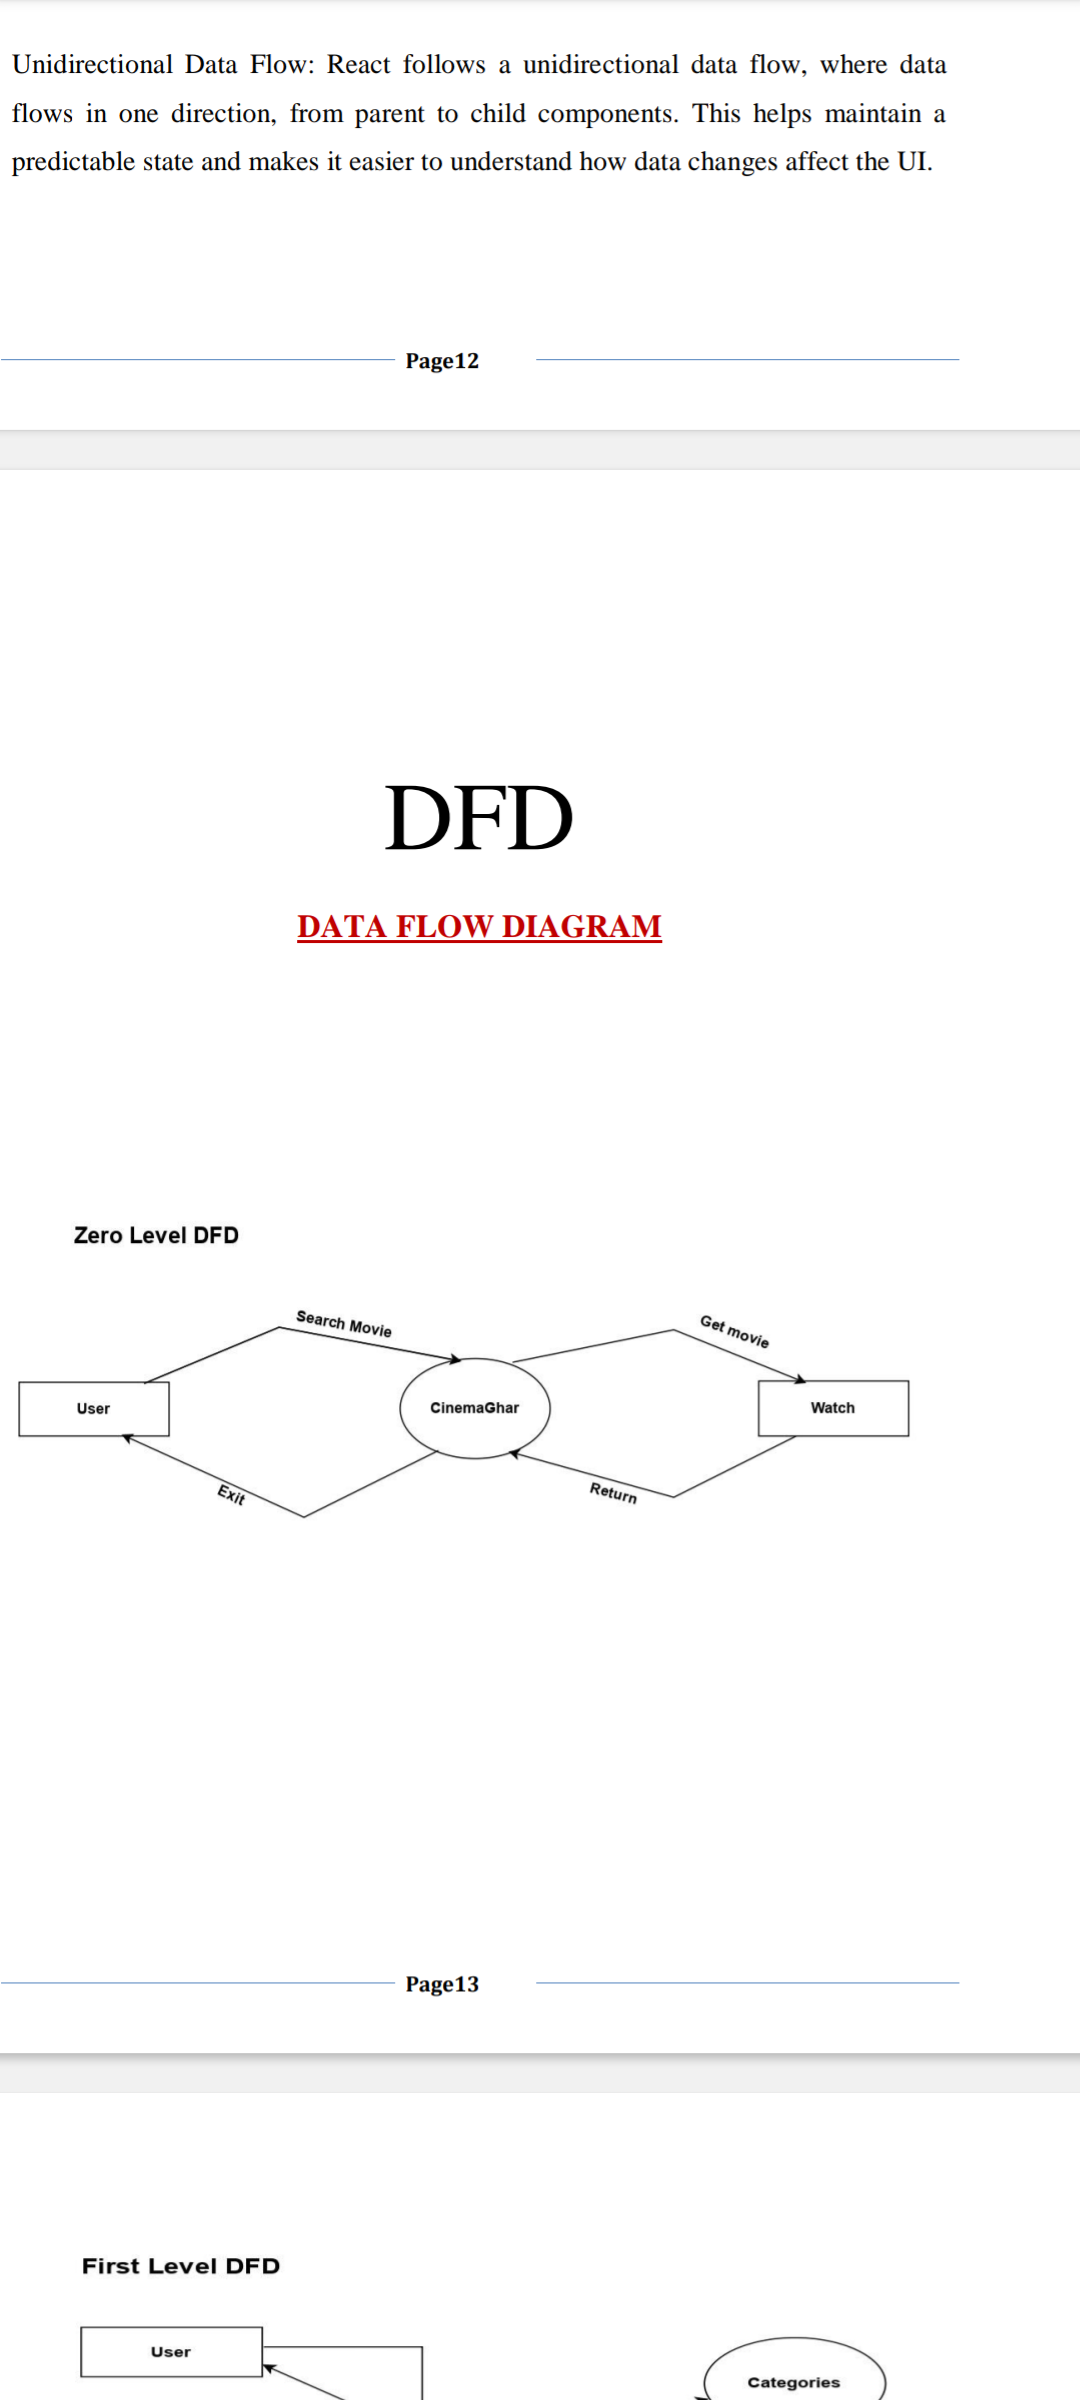 Unidirectional Data Flow: React follows a unidirectional data flow, where data
flows in one direction, from parent to child components. This helps maintain a
predictable state and makes it easier to understand how data changes affect the UI.
Page12
DFD
DATA FLOW DIAGRAM
Zero Level DFD
Search Movie
Get movie
User
CinemaGhar
Watch
Exit
Return
Page13
First Level DFD
User
Categories